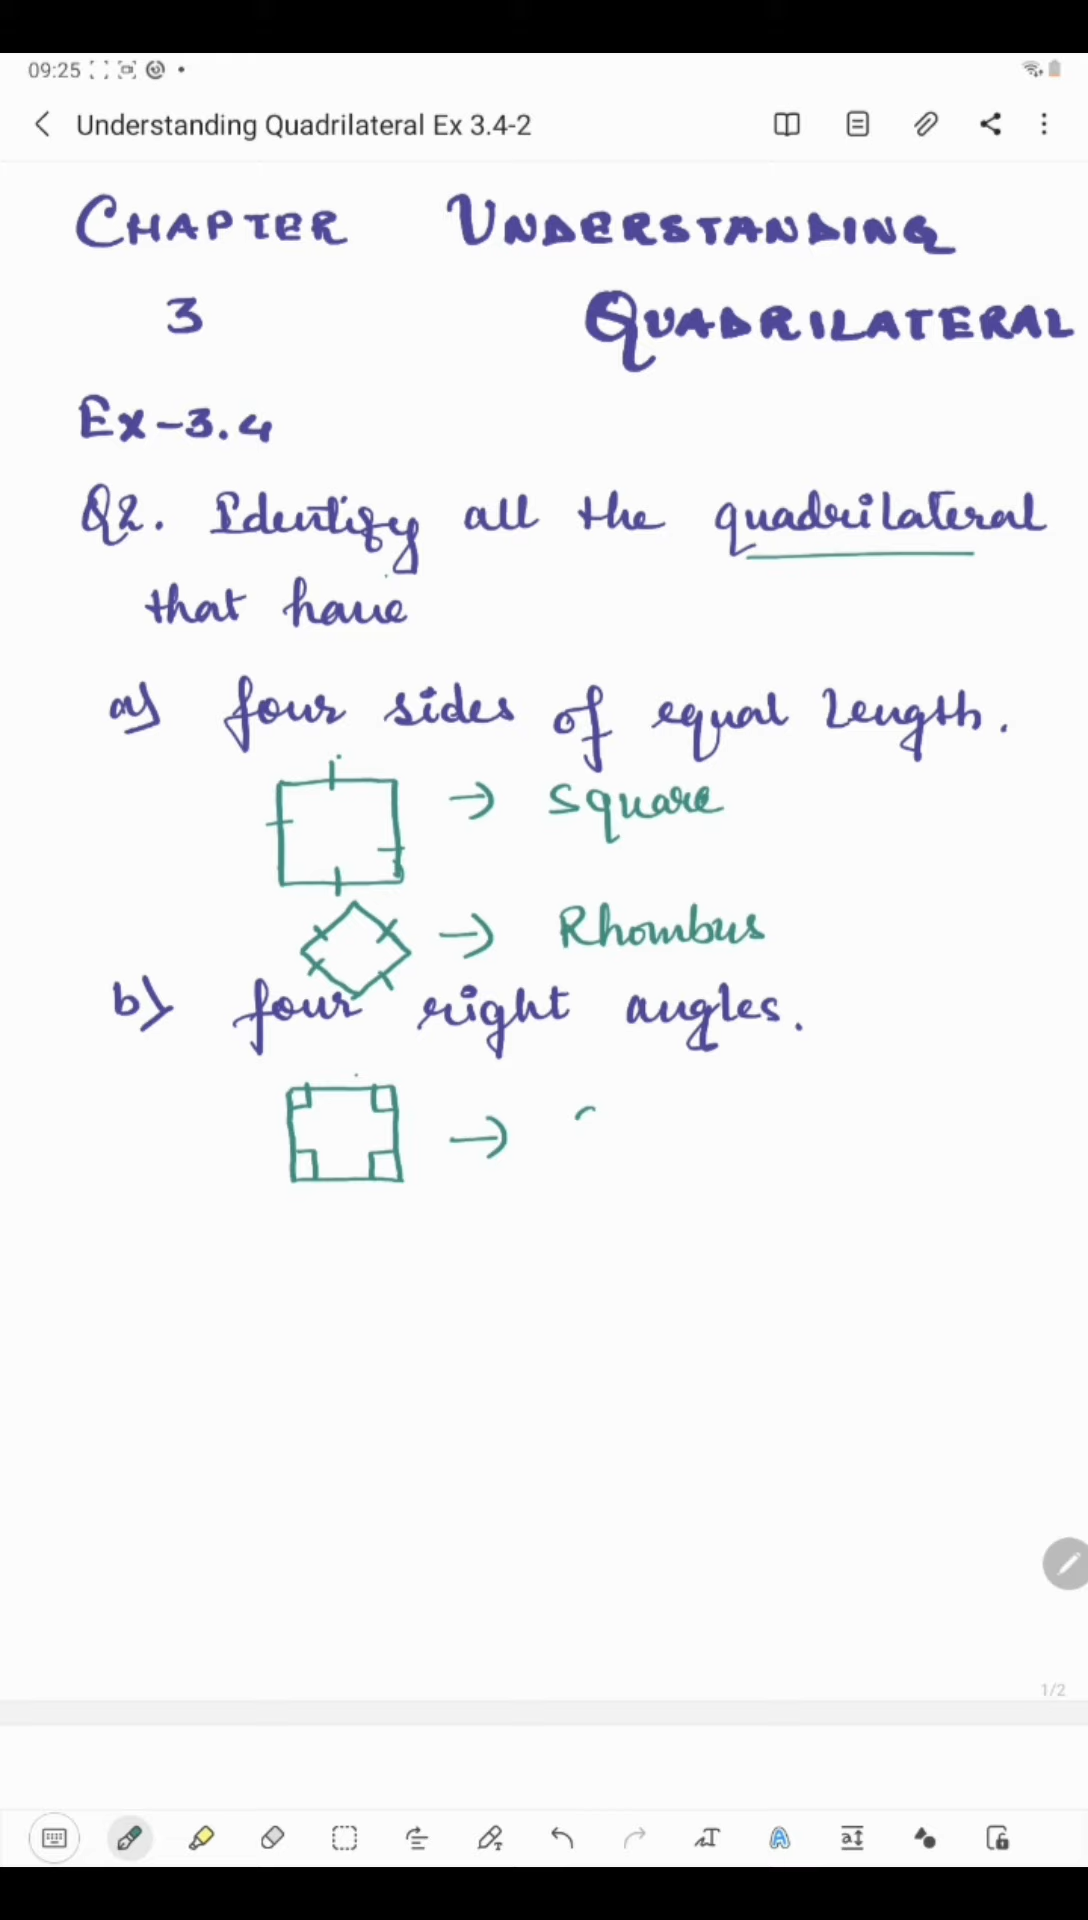 09:25
Understanding Quadrilateral Ex 3.4-2
CHAPTER UNDERSTANDING
3 QUADRILATERAL
Ex-3.4
Q2. Identify all the quadrilateral
that have
a) four sides of equal length.
→ Square
→ Rhombus
b) four right angles.
→
1/2